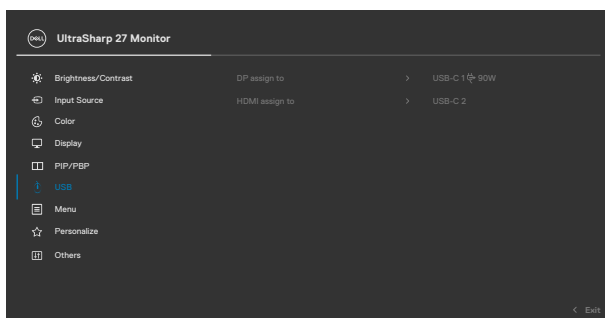 DELL UltraSharp 27 Monitor
Brightness/Contrast DP assign to > USB-C 1 90W
Input Source HDMI assign to > USB-C 2
Color
Display
PIP/PBP
USB
Menu
Personalize
Others
< Exit